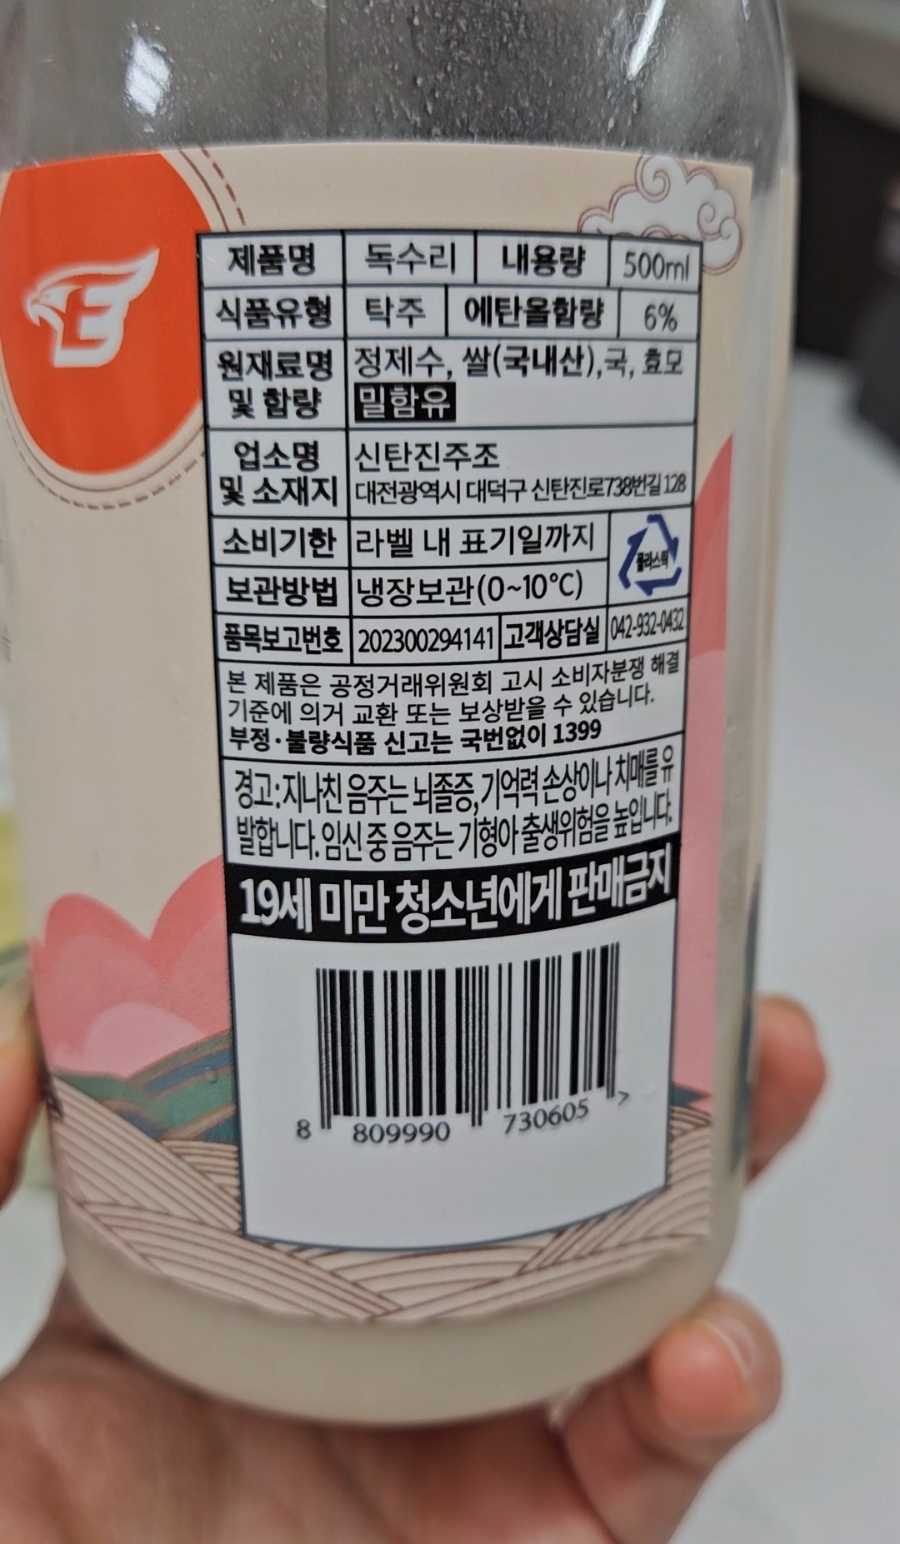 E
제품명 독수리 내용량 500ml
식품유형 탁주 에탄올함량 6%
원재료명 및 함량 정제수, 쌀(국내산),국, 효모
밀함유
업소명 및 소재지 신탄진주조
대전광역시 대덕구 신탄진로738번길 128
소비기한 라벨 내 표기일까지
플라스틱
보관방법 냉장보관(0~10℃)
품목보고번호 202300294141 고객상담실 042-932-0432
본 제품은 공정거래위원회 고시 소비자분쟁 해결
기준에 의거 교환 또는 보상받을 수 있습니다.
부정·불량식품 신고는 국번없이 1399
경고:지나친 음주는 뇌졸증, 기억력 손상이나 치매를 유
발합니다. 임신 중 음주는 기형아 출생위험을 높입니다.
19세 미만 청소년에게 판매금지
8 809990 730605 >